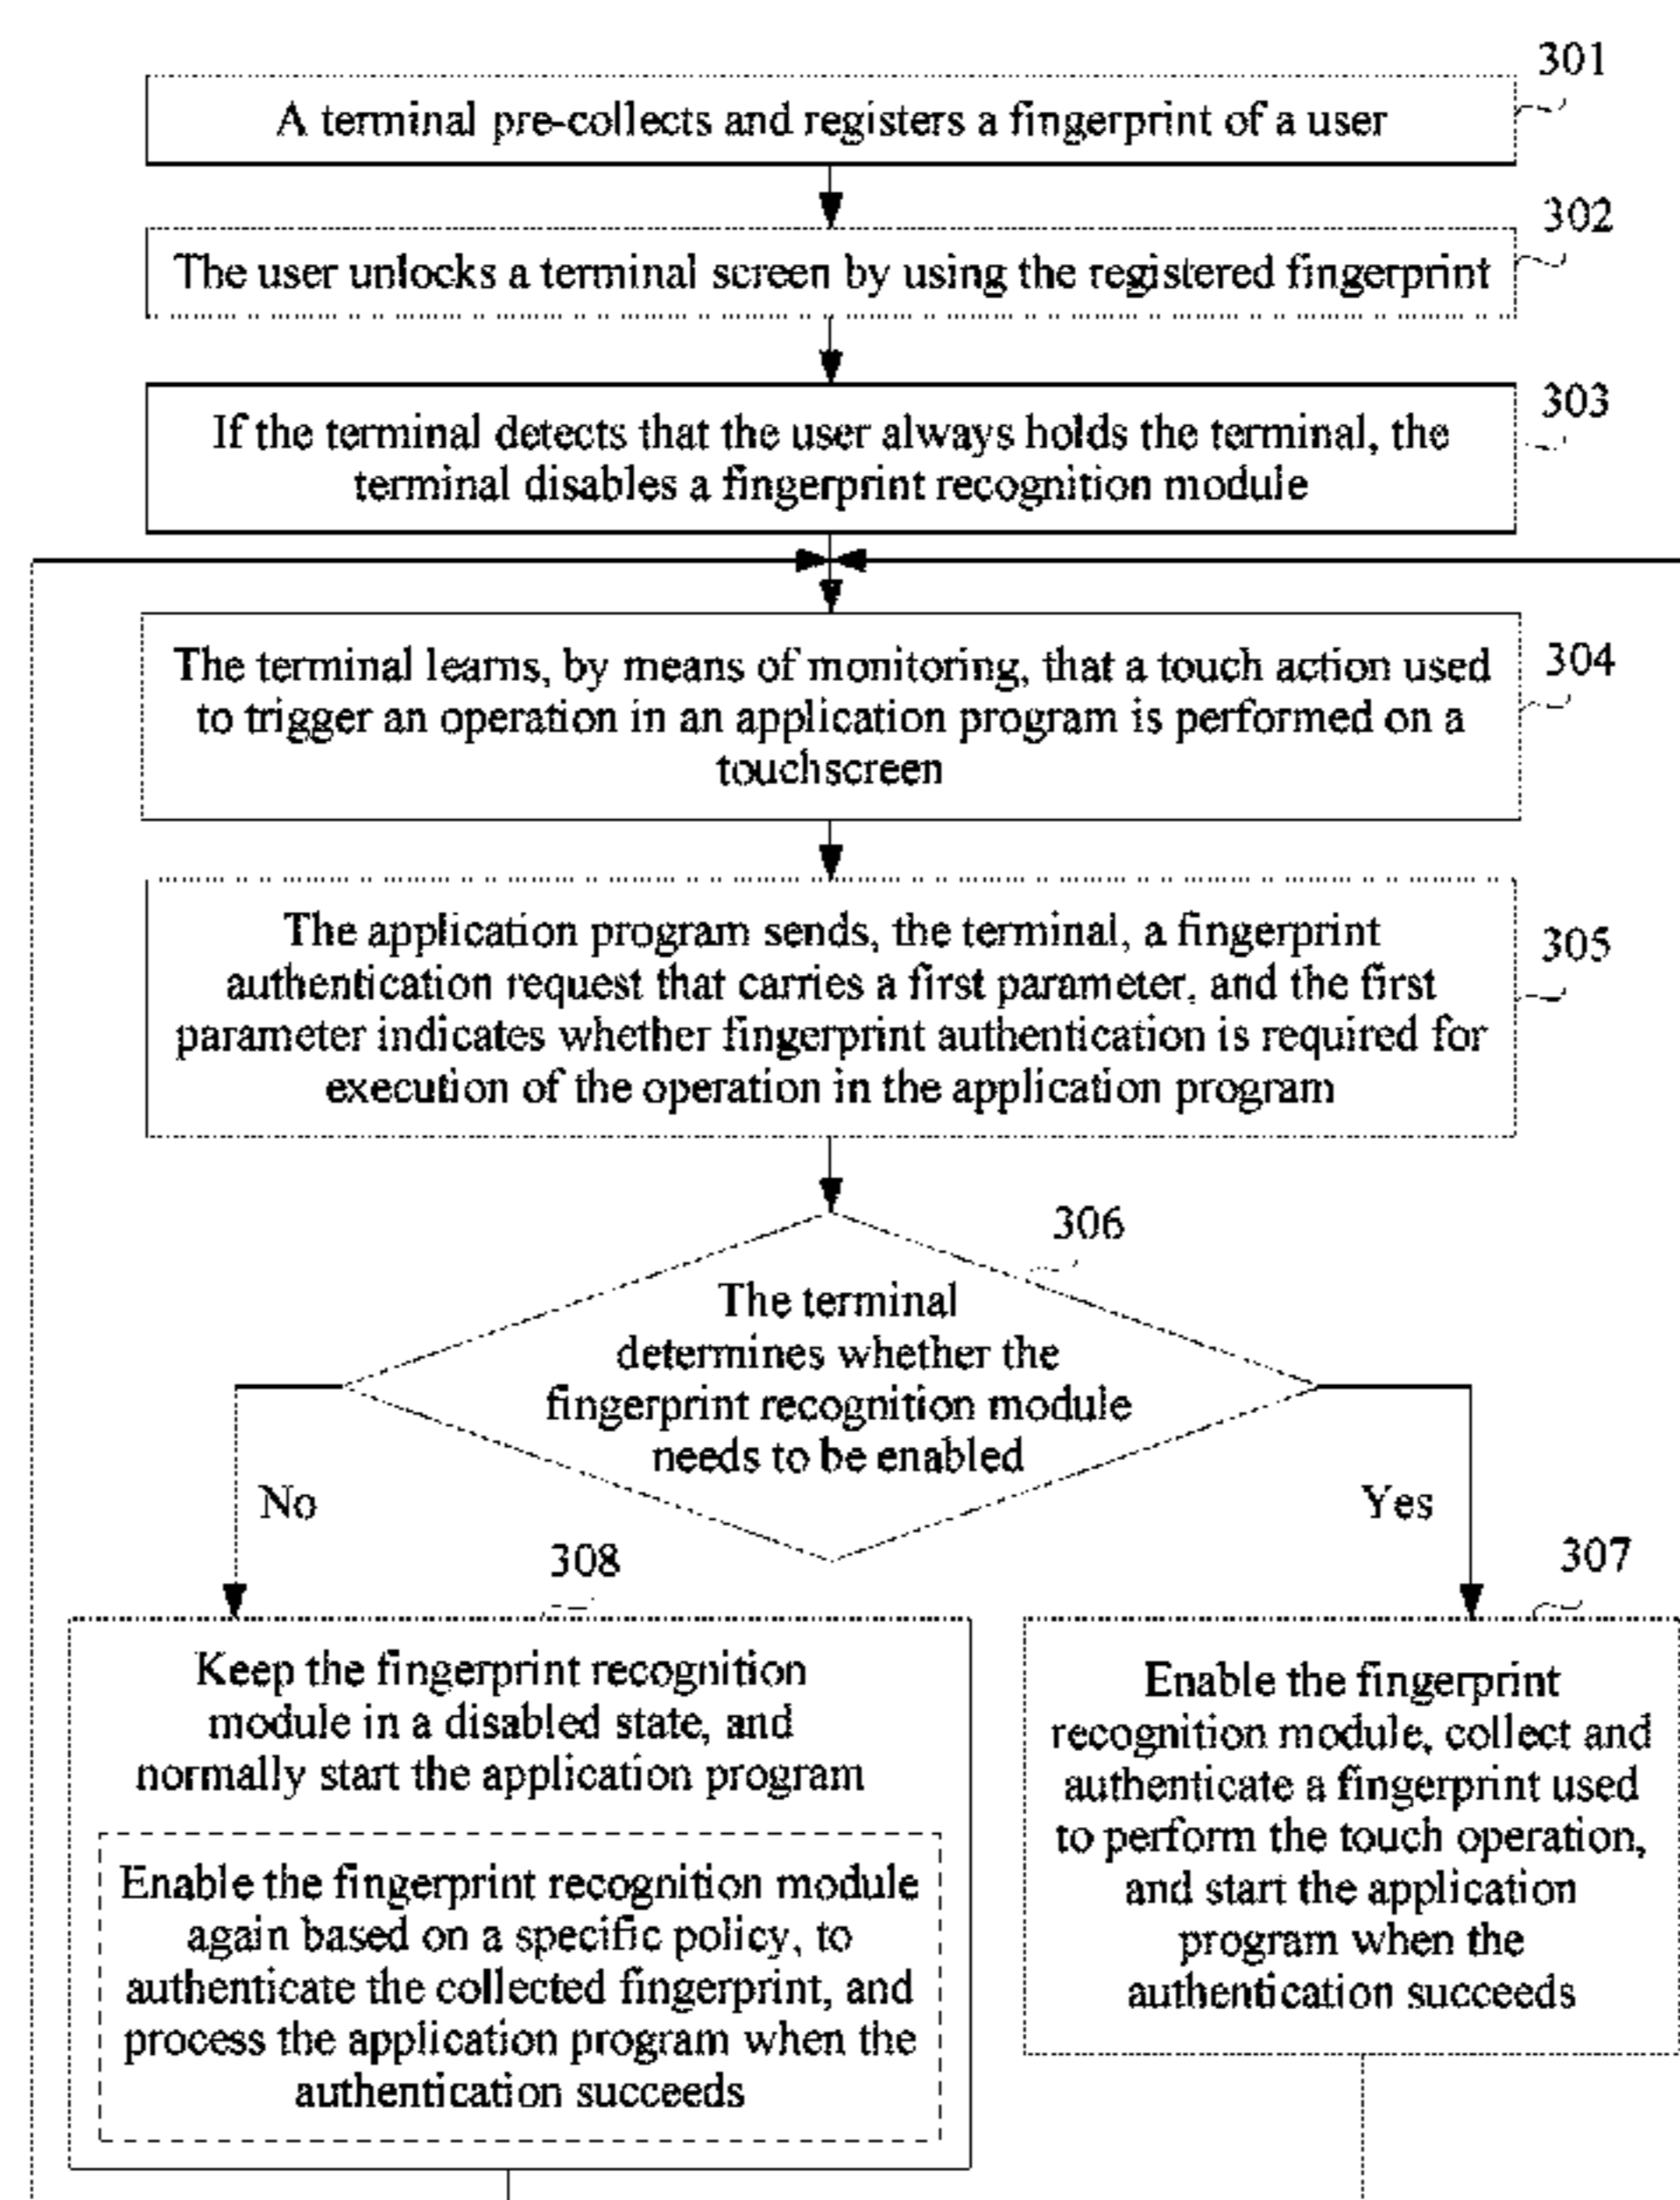 301
A terminal pre-collects and registers a fingerprint of a user
302
The user unlocks a terminal screen by using the registered fingerprint
303
If the terminal detects that the user always holds the terminal, the
terminal disables a fingerprint recognition module
304
The terminal learns, by means of monitoring, that a touch action used
to trigger an operation in an application program is performed on a
touchscreen
305
The application program sends, the terminal, a fingerprint
authentication request that carries a first parameter, and the first
parameter indicates whether fingerprint authentication is required for
execution of the operation in the application program
306
The terminal
determines whether the
fingerprint recognition module
needs to be enabled
No
Yes
308
Keep the fingerprint recognition
module in a disabled state, and
normally start the application program
Enable the fingerprint recognition module
again based on a specific policy, to
authenticate the collected fingerprint, and
process the application program when the
authentication succeeds
307
Enable the fingerprint
recognition module, collect and
authenticate a fingerprint used
to perform the touch operation,
and start the application
program when the
authentication succeeds